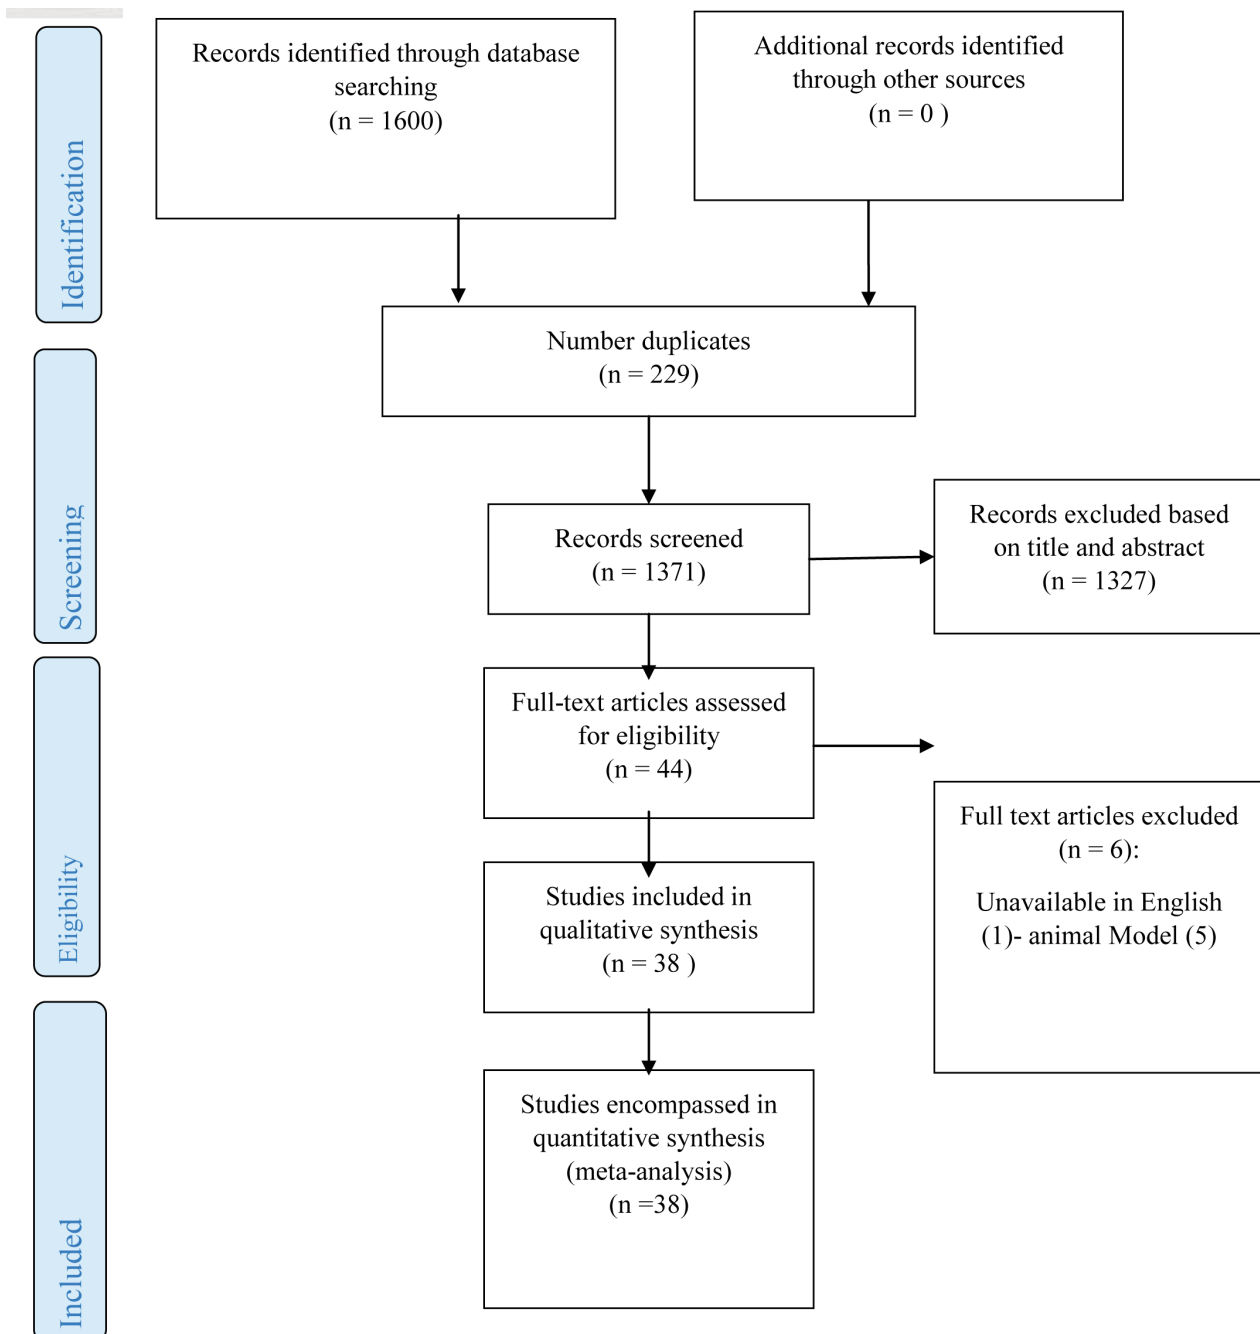 Identification
Records identified through database
searching
(n = 1600)
Additional records identified
through other sources
(n = 0 )
Number duplicates
(n = 229)
Screening
Records screened
(n = 1371)
Records excluded based
on title and abstract
(n = 1327)
Eligibility
Full-text articles assessed
for eligibility
(n = 44)
Full text articles excluded
(n = 6):
Unavailable in English
(1)- animal Model (5)
Studies included in
qualitative synthesis
(n = 38 )
Included
Studies encompassed in
quantitative synthesis
(meta-analysis)
(n =38)